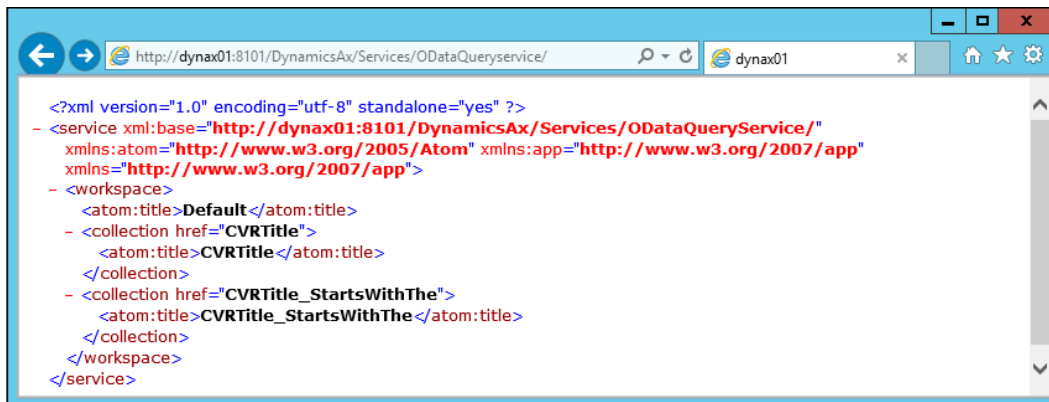 http://dynax01:8101/DynamicsAx/Services/ODataQueryservice/
dynax01
<?xml version="1.0" encoding="utf-8" standalone="yes" ?>
- <service xml:base="http://dynax01:8101/DynamicsAx/Services/ODataQueryService/"
xmlns:atom="http://www.w3.org/2005/Atom" xmlns:app="http://www.w3.org/2007/app"
xmlns="http://www.w3.org/2007/app">
- <workspace>
<atom:title>Default</atom:title>
- <collection href="CVRTitle">
<atom:title>CVRTitle</atom:title>
</collection>
- <collection href="CVRTitle_StartsWithThe">
<atom:title>CVRTitle_StartsWithThe</atom:title>
</collection>
</workspace>
</service>